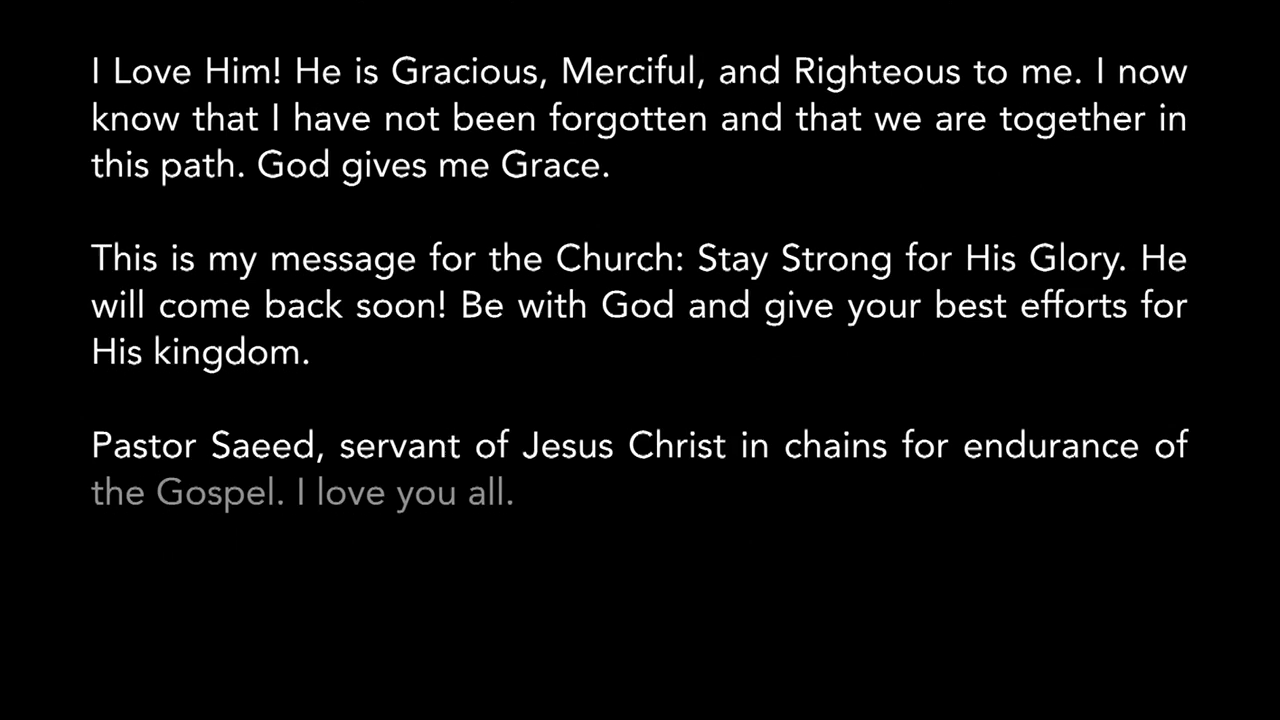 I Love Him! He is Gracious, Merciful, and Righteous to me. I now
know that I have not been forgotten and that we are together in
this path. God gives me Grace.
This is my message for the Church: Stay Strong for His Glory. He
will come back soon! Be with God and give your best efforts for
His kingdom.
Pastor Saeed, servant of Jesus Christ in chains for endurance of
the Gospel. I love you all.